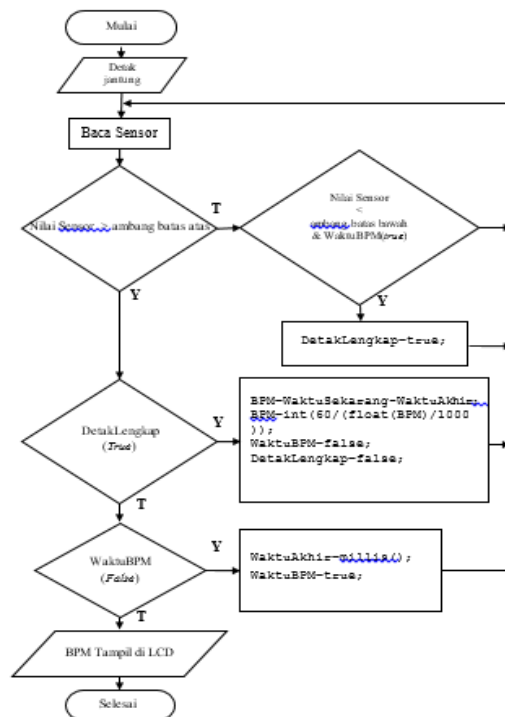 Mulai
Detak
jantung
Baca Sensor
Nilai Sensor > ambang batas atas
T
Nilai Sensor
<
ambang batas bawah
& WaktuBPM(true)
Y
Y
DetakLengkap-true;
DetakLengkap
(True)
Y
BPM-WaktuSekarang-WaktuAkhir;
BPM-int(60/(float(BPM)/1000
));
WaktuBPM-false;
DetakLengkap-false;
T
WaktuBPM
(False)
Y
WaktuAkhir-millis();
WaktuBPM-true;
T
BPM Tampil di LCD
Selesai